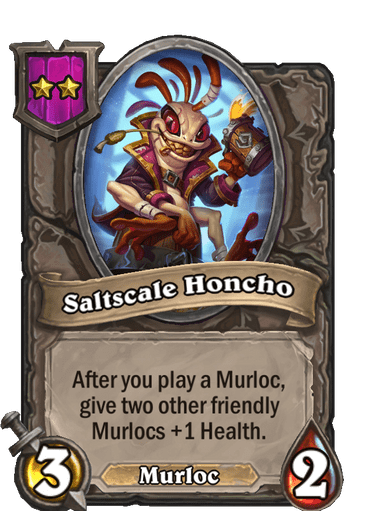 Saltscale Honcho
After you play a Murloc,
give two other friendly
Murlocs +1 Health.
Murloc
3
2